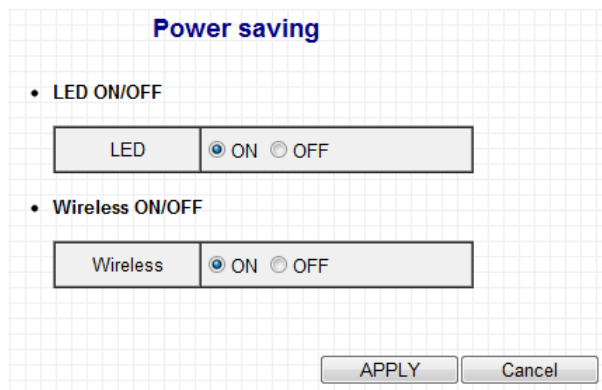 Power saving
• LED ON/OFF
LED ON OFF
• Wireless ON/OFF
Wireless ON OFF
APPLY Cancel